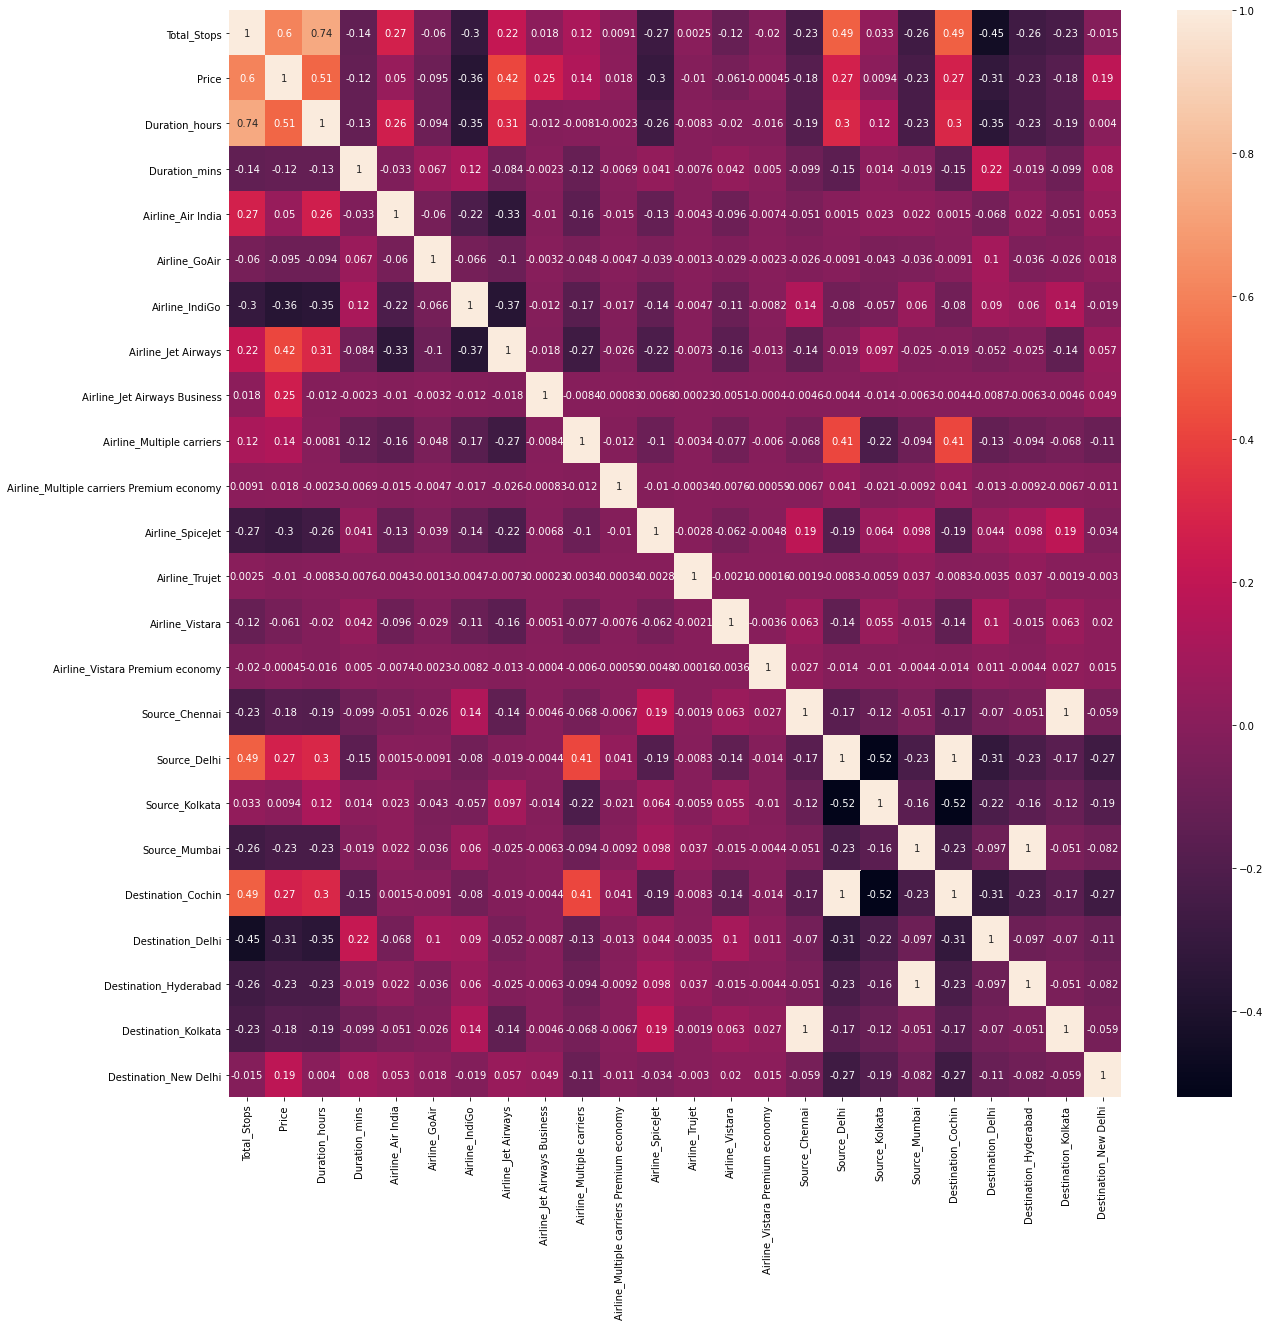 Total_Stops 1 0.6 0.74 -0.14 0.27 -0.06 -0.3 0.22 0.018 0.12 0.0091 -0.27 0.0025 -0.12 -0.02 -0.23 0.49 0.033 -0.26 0.49 -0.45 -0.26 -0.23 -0.015
Price 0.6 1 0.51 -0.12 0.05 -0.095 -0.36 0.42 0.25 0.14 0.018 -0.3 -0.01 -0.061 -0.00045 -0.18 0.27 0.0094 -0.23 0.27 -0.31 -0.23 -0.18 0.19
Duration_hours 0.74 0.51 1 -0.13 0.26 -0.094 -0.35 0.31 -0.012 -0.0081 -0.0023 -0.26 -0.0083 -0.02 -0.016 -0.19 0.3 0.12 -0.23 0.3 -0.35 -0.23 -0.19 0.004
Duration_mins -0.14 -0.12 -0.13 1 -0.033 0.067 0.12 -0.084 -0.0023 -0.12 -0.0069 0.041 -0.0076 0.042 0.005 -0.099 -0.15 0.014 -0.019 -0.15 0.22 -0.019 -0.099 0.08
Airline_Air India 0.27 0.05 0.26 -0.033 1 -0.06 -0.22 -0.33 -0.01 -0.16 -0.015 -0.13 -0.0043 -0.096 -0.0074 -0.051 0.0015 0.023 0.022 0.0015 -0.068 0.022 -0.051 0.053
Airline_GoAir -0.06 -0.095 -0.094 0.067 -0.06 1 -0.066 -0.1 -0.0032 -0.048 -0.0047 -0.039 -0.0013 -0.029 -0.0023 -0.026 -0.0091 -0.043 -0.036 -0.0091 0.1 -0.036 -0.026 0.018
Airline_IndiGo -0.3 -0.36 -0.35 0.12 -0.22 -0.066 1 -0.37 -0.012 -0.17 -0.017 -0.14 -0.0047 -0.11 -0.0082 0.14 -0.08 -0.057 0.06 -0.08 0.09 0.06 0.14 -0.019
Airline_Jet Airways 0.22 0.42 0.31 -0.084 -0.33 -0.1 -0.37 1 -0.018 -0.27 -0.026 -0.22 -0.0073 -0.16 -0.013 -0.14 -0.019 0.097 -0.025 -0.019 -0.052 -0.025 -0.14 0.057
Airline_Jet Airways Business 0.018 0.25 -0.012 -0.0023 -0.01 -0.0032 -0.012 -0.018 1 -0.0084 -0.00083 -0.0068 -0.00023 -0.0051 -0.0004 -0.0046 -0.0044 -0.014 -0.0063 -0.0044 -0.0087 -0.0063 -0.0046 0.049
Airline_Multiple carriers 0.12 0.14 -0.0081 -0.12 -0.16 -0.048 -0.17 -0.27 -0.0084 1 -0.012 -0.1 -0.0034 -0.077 -0.006 -0.068 0.41 -0.22 -0.094 0.41 -0.13 -0.094 -0.068 -0.11
Airline_Multiple carriers Premium economy 0.0091 0.018 -0.0023 -0.0069 -0.015 -0.0047 -0.017 -0.026 -0.00083 -0.012 1 -0.01 -0.00034 -0.0076 -0.00059 -0.0067 0.041 -0.021 -0.0092 0.041 -0.013 -0.0092 -0.0067 -0.011
Airline_SpiceJet -0.27 -0.3 -0.26 0.041 -0.13 -0.039 -0.14 -0.22 -0.0068 -0.1 -0.01 1 -0.0028 -0.062 -0.0048 0.19 -0.19 0.064 0.098 -0.19 0.044 0.098 0.19 -0.034
Airline_Trujet 0.0025 -0.01 -0.0083 -0.0076 -0.0043 -0.0013 -0.0047 -0.0073 -0.00023 -0.0034 -0.00034 -0.0028 1 -0.0021 -0.00016 -0.0019 -0.0083 -0.0059 0.037 -0.0083 -0.0035 0.037 -0.0019 -0.003
Airline_Vistara -0.12 -0.061 -0.02 0.042 -0.096 -0.029 -0.11 -0.16 -0.0051 -0.077 -0.0076 -0.062 -0.0021 1 -0.0036 0.063 -0.14 0.055 -0.015 -0.14 0.1 -0.015 0.063 0.02
Airline_Vistara Premium economy -0.02 -0.00045 -0.016 0.005 -0.0074 -0.0023 -0.0082 -0.013 -0.0004 -0.006 -0.00059 -0.0048 -0.00016 -0.0036 1 0.027 -0.014 -0.01 -0.0044 -0.014 0.011 -0.0044 0.027 0.015
Source_Chennai -0.23 -0.18 -0.19 -0.099 -0.051 -0.026 0.14 -0.14 -0.0046 -0.068 -0.0067 0.19 -0.0019 0.063 0.027 1 -0.17 -0.12 -0.051 -0.17 -0.07 -0.051 1 -0.059
Source_Delhi 0.49 0.27 0.3 -0.15 0.0015 -0.0091 -0.08 -0.019 -0.0044 0.41 0.041 -0.19 -0.0083 -0.14 -0.014 -0.17 1 -0.52 -0.23 1 -0.31 -0.23 -0.17 -0.27
Source_Kolkata 0.033 0.0094 0.12 0.014 0.023 -0.043 -0.057 0.097 -0.014 -0.22 -0.021 0.064 -0.0059 0.055 -0.01 -0.12 -0.52 1 -0.16 -0.52 -0.22 -0.16 -0.12 -0.19
Source_Mumbai -0.26 -0.23 -0.23 -0.019 0.022 -0.036 0.06 -0.025 -0.0063 -0.094 -0.0092 0.098 0.037 -0.015 -0.0044 -0.051 -0.23 -0.16 1 -0.23 -0.097 1 -0.051 -0.082
Destination_Cochin 0.49 0.27 0.3 -0.15 0.0015 -0.0091 -0.08 -0.019 -0.0044 0.41 0.041 -0.19 -0.0083 -0.14 -0.014 -0.17 1 -0.52 -0.23 1 -0.31 -0.23 -0.17 -0.27
Destination_Delhi -0.45 -0.31 -0.35 0.22 -0.068 0.1 0.09 -0.052 -0.0087 -0.13 -0.013 0.044 -0.0035 0.1 0.011 -0.07 -0.31 -0.22 -0.097 -0.31 1 -0.097 -0.07 -0.11
Destination_Hyderabad -0.26 -0.23 -0.23 -0.019 0.022 -0.036 0.06 -0.025 -0.0063 -0.094 -0.0092 0.098 0.037 -0.015 -0.0044 -0.051 -0.23 -0.16 1 -0.23 -0.097 1 -0.051 -0.082
Destination_Kolkata -0.23 -0.18 -0.19 -0.099 -0.051 -0.026 0.14 -0.14 -0.0046 -0.068 -0.0067 0.19 -0.0019 0.063 0.027 1 -0.17 -0.12 -0.051 -0.17 -0.07 -0.051 1 -0.059
Destination_New Delhi -0.015 0.19 0.004 0.08 0.053 0.018 -0.019 0.057 0.049 -0.11 -0.011 -0.034 -0.003 0.02 0.015 -0.059 -0.27 -0.19 -0.082 -0.27 -0.11 -0.082 -0.059 1
Total_Stops
Price
Duration_hours
Duration_mins
Airline_Air India
Airline_GoAir
Airline_IndiGo
Airline_Jet Airways
Airline_Jet Airways Business
Airline_Multiple carriers
Airline_Multiple carriers Premium economy
Airline_SpiceJet
Airline_Trujet
Airline_Vistara
Airline_Vistara Premium economy
Source_Chennai
Source_Delhi
Source_Kolkata
Source_Mumbai
Destination_Cochin
Destination_Delhi
Destination_Hyderabad
Destination_Kolkata
Destination_New Delhi
1.0
0.8
0.6
0.4
0.2
0.0
−0.2
−0.4